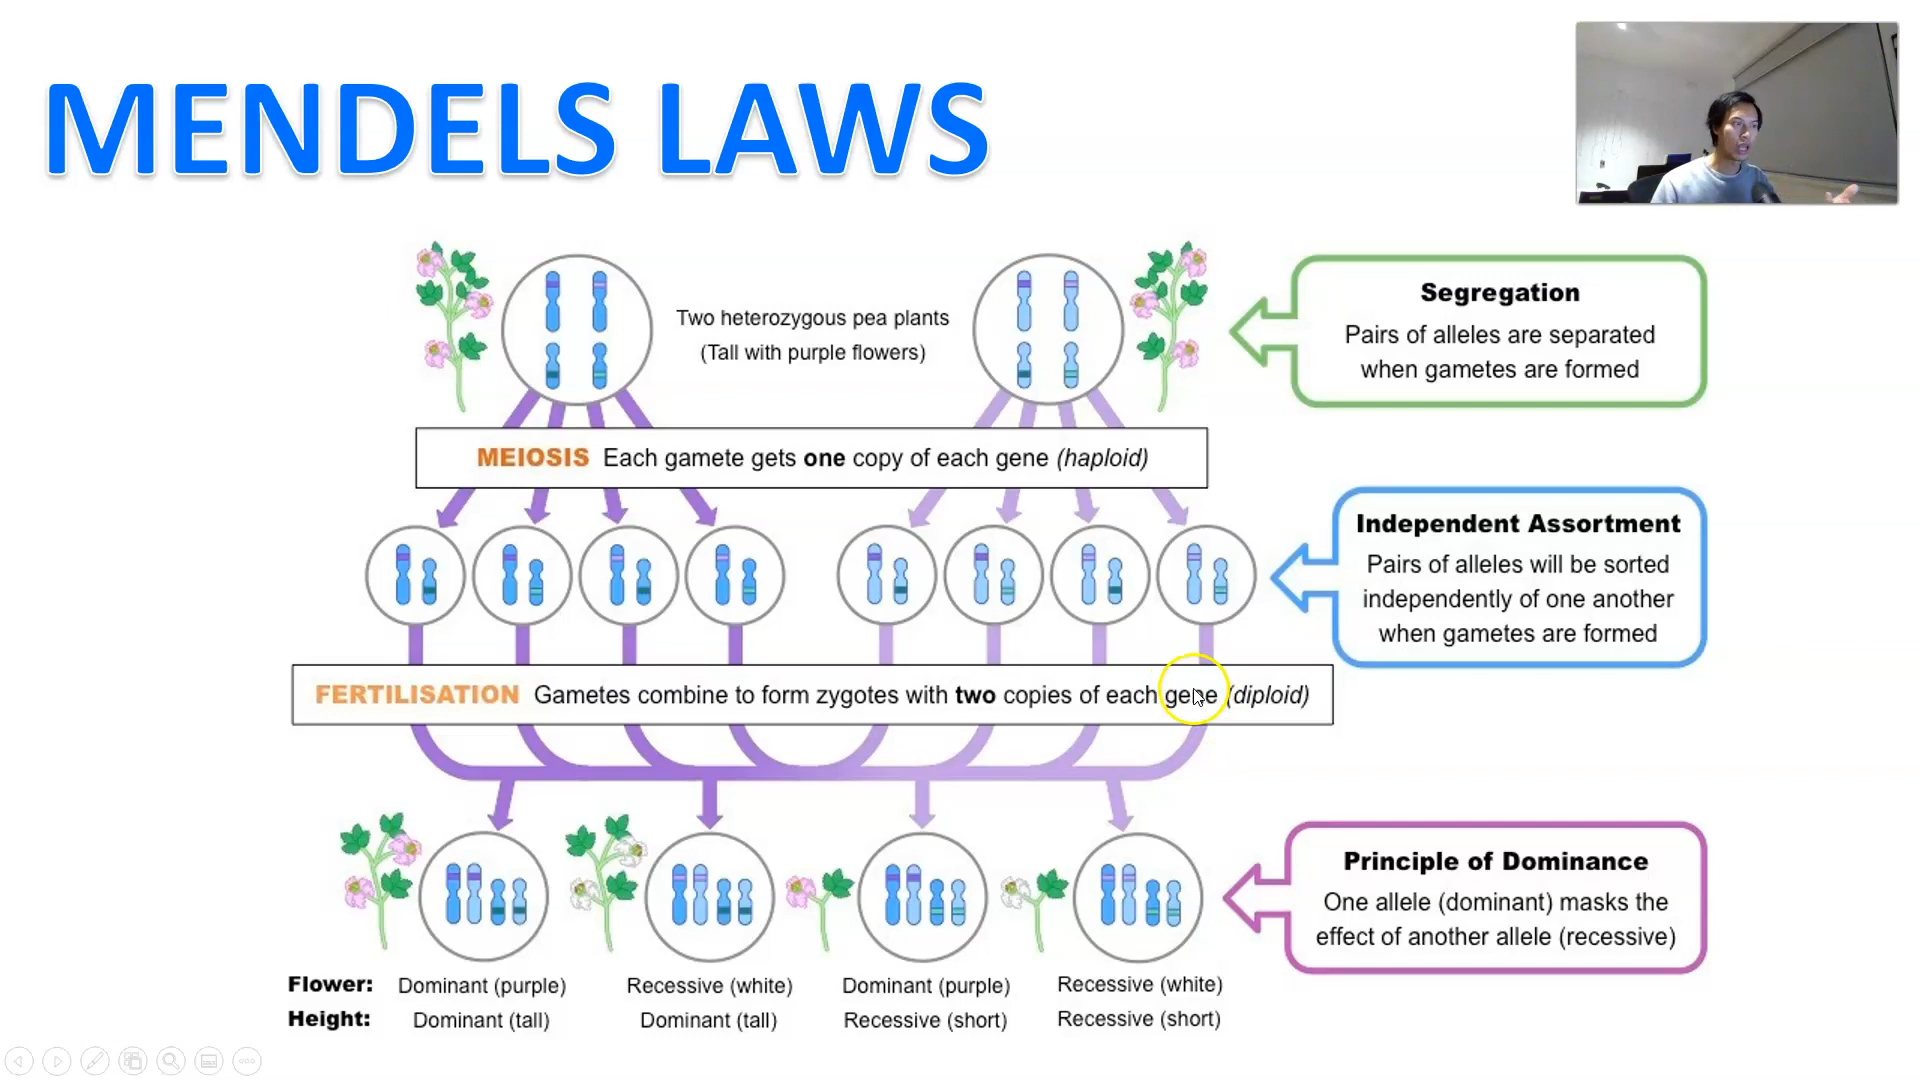 MENDELS LAWS
Two heterozygous pea plants
(Tall with purple flowers)
Segregation
Pairs of alleles are separated
when gametes are formed
MEIOSIS Each gamete gets one copy of each gene (haploid)
Independent Assortment
Pairs of alleles will be sorted
independently of one another
when gametes are formed
FERTILISATION Gametes combine to form zygotes with two copies of each gene (diploid)
Principle of Dominance
One allele (dominant) masks the
effect of another allele (recessive)
Flower: Dominant (purple) Recessive (white) Dominant (purple) Recessive (white)
Height: Dominant (tall) Dominant (tall) Recessive (short) Recessive (short)